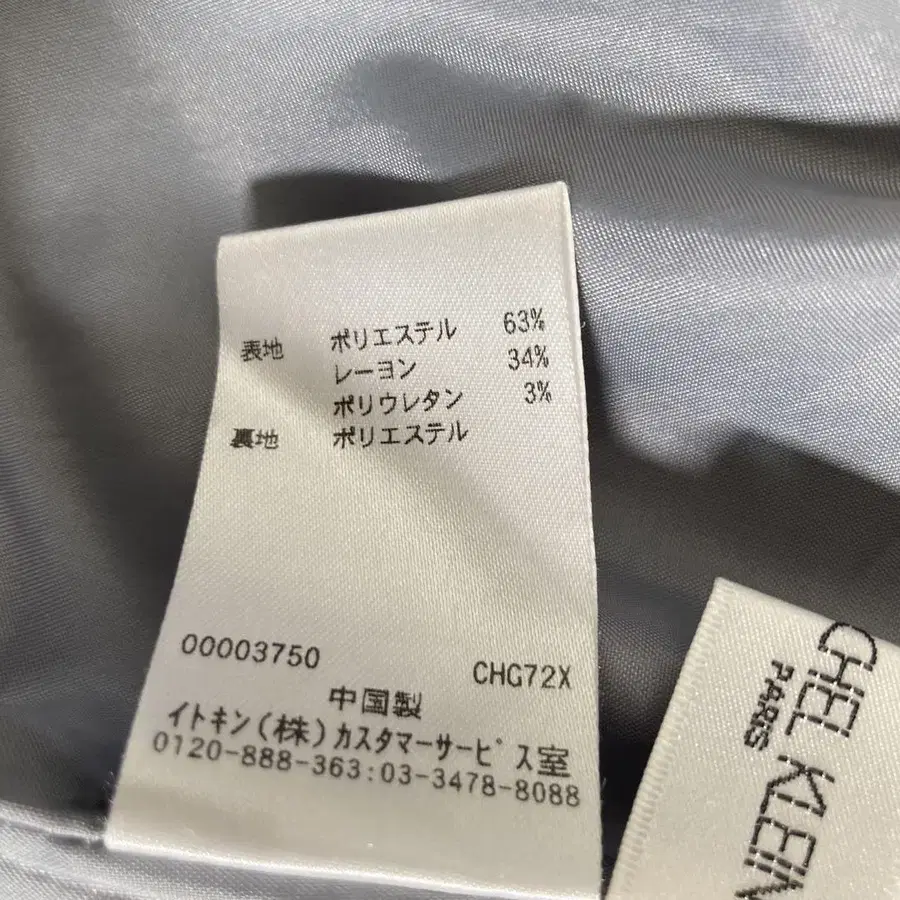 表地 ポリエステル 63%
レーヨン 34%
ポリウレタン 3%
裏地 ポリエステル
00003750 CHG72X
中国製
イトキン(株)カスタマーサービス室
0120-888-363:03-3478-8088
CHEL KLEIN
PARIS